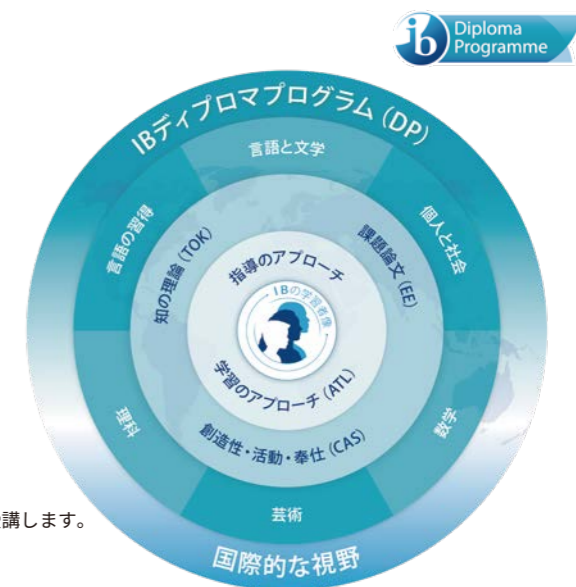 ib Diploma
Programme
IBディプロマプログラム (DP)
言語と文学
言語の習得
個人と社会
知の理論 (TOK)
課題論文 (EE)
指導のアプローチ
IBの学習者像
学習のアプローチ (ATL)
理科
数学
創造性・活動・奉仕 (CAS)
芸術
講します。
国際的な視野